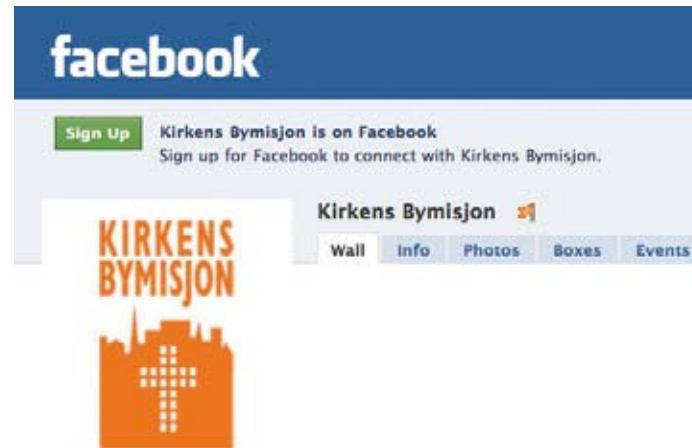 facebook
Sign Up
Kirkens Bymisjon is on Facebook
Sign up for Facebook to connect with Kirkens Bymisjon.
Kirkens Bymisjon
Wall Info Photos Boxes Events
KIRKENS
BYMISJON